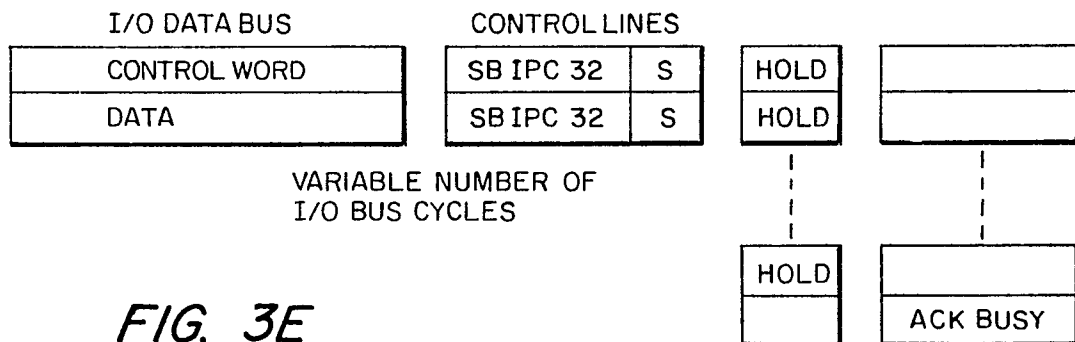 I/O DATA BUS CONTROL LINES
CONTROL WORD SB IPC 32 S HOLD
DATA SB IPC 32 S HOLD
VARIABLE NUMBER OF
I/O BUS CYCLES
HOLD
ACK BUSY
FIG. 3E